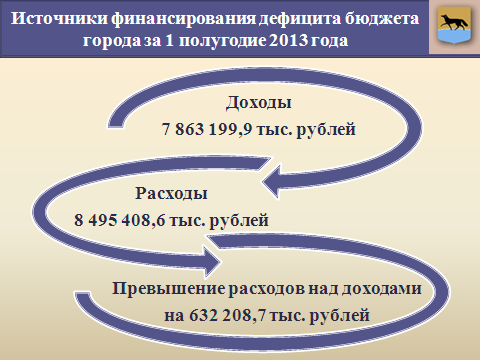 Источники финансирования дефицита бюджета
города за 1 полугодие 2013 года
Доходы
7 863 199,9 тыс. рублей
Расходы
8 495 408,6 тыс. рублей
Превышение расходов над доходами
на 632 208,7 тыс. рублей